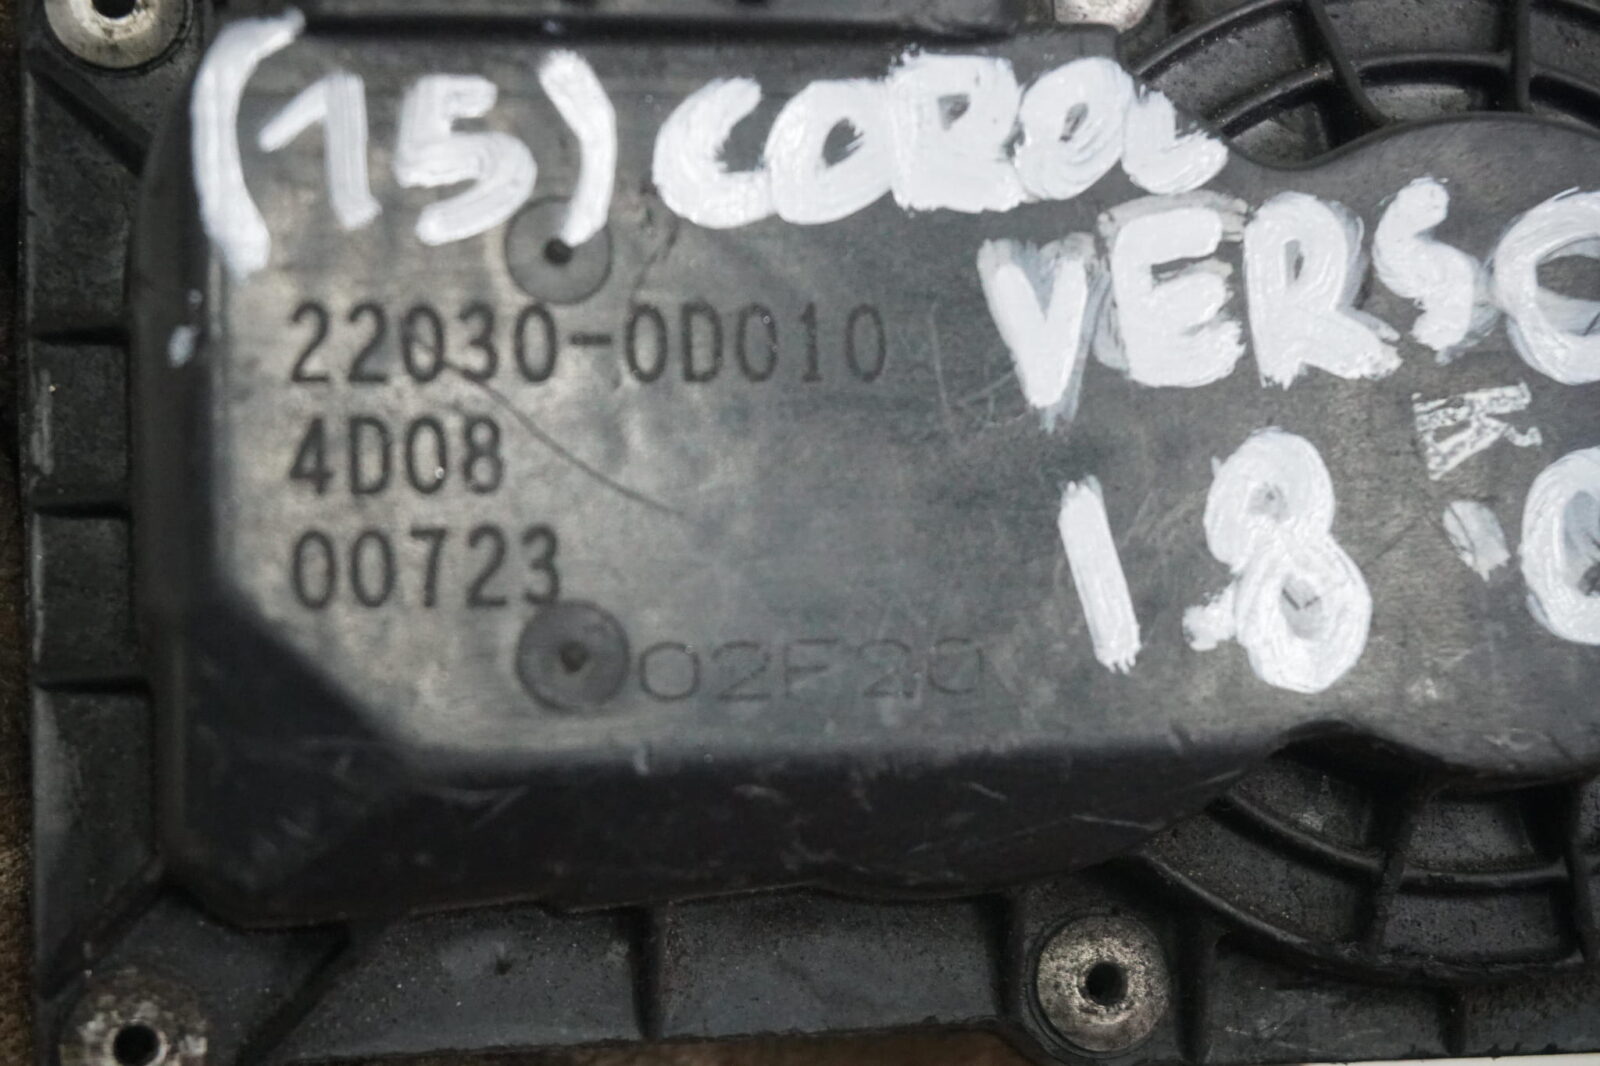 (15) COROL
VERSO
22030-0D010
K
4D08
1.8
00723
02F20